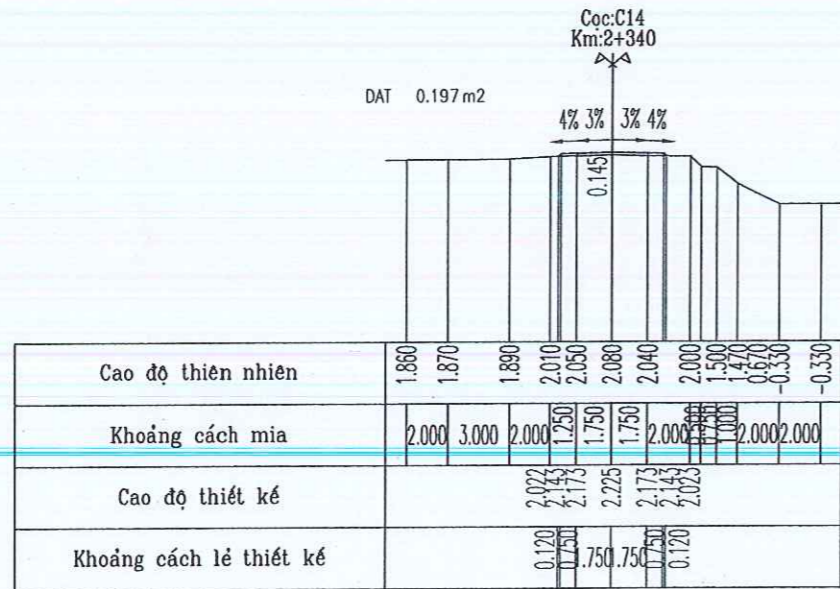 Cọc:C14
Km:2+340
DAT 0.197 m2
4% 3% 3% 4%
0.145
Cao độ thiên nhiên 1.860 1.870 1.890 2.010 2.050 2.080 2.040 2.000 1.500 1.470 0.670 -0.330 -0.330
Khoảng cách mia 2.000 3.000 2.000 1.250 1.750 1.750 2.000 1.000 2.000 2.000
Cao độ thiết kế 2.022 2.143 2.173 2.225 2.173 2.143 2.023
Khoảng cách lẻ thiết kế 0.120 0.750 1.750 1.750 0.750 0.120